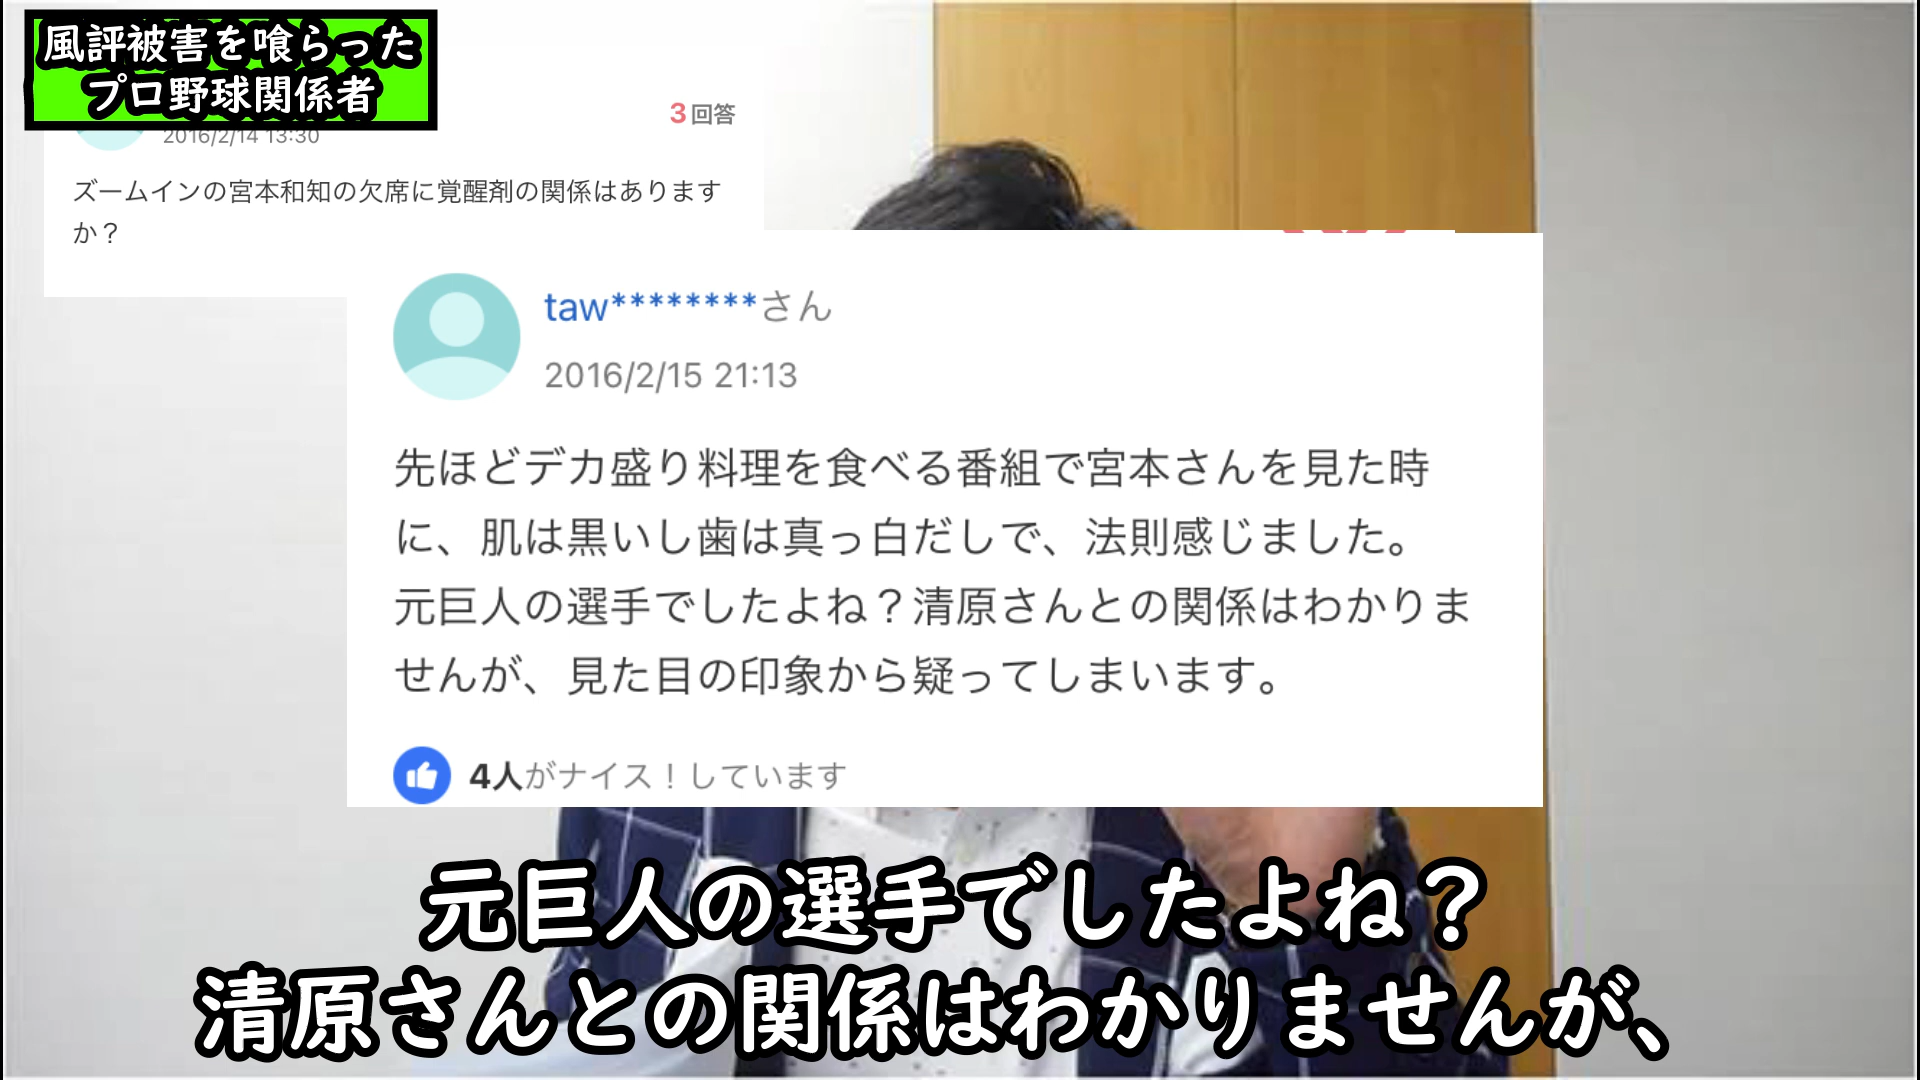 風評被害を喰らった
プロ野球関係者
3回答
2016/2/14 13:30
ズームインの宮本和知の欠席に覚醒剤の関係はあります
か？
taw********さん
2016/2/15 21:13
先ほどデカ盛り料理を食べる番組で宮本さんを見た時
に、肌は黒いし歯は真っ白だしで、法則感じました。
元巨人の選手でしたよね？清原さんとの関係はわかりま
せんが、見た目の印象から疑ってしまいます。
4人がナイス！しています
元巨人の選手でしたよね？
清原さんとの関係はわかりませんが、